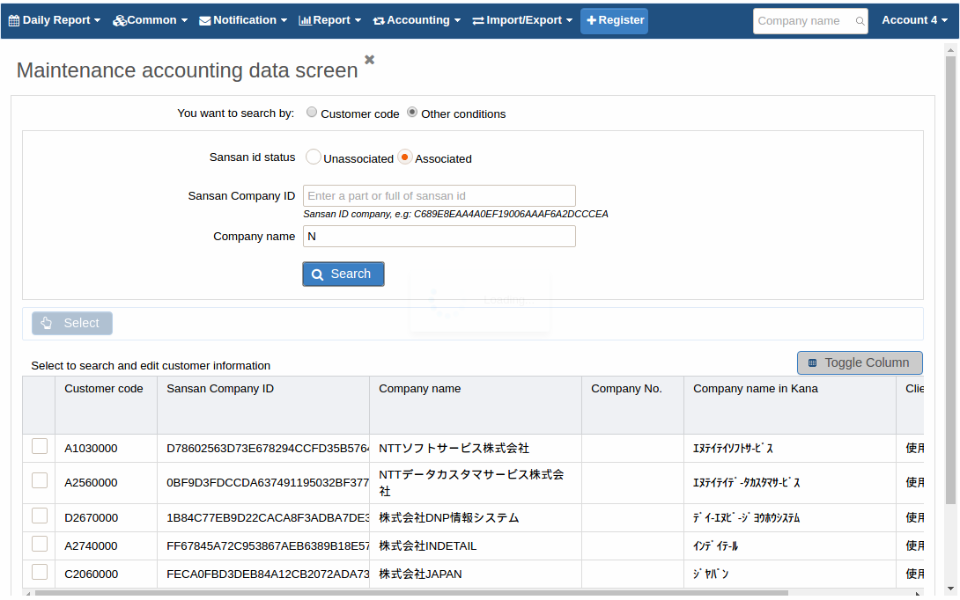 Daily Report Common Notification Report Accounting Import/Export Register Company name Account 4
Maintenance accounting data screen
You want to search by: Customer code Other conditions
Sansan id status Unassociated Associated
Sansan Company ID Enter a part or full of sansan id
Sansan ID company, e.g: C689E8EAA4A0EF19006AAAF6A2DCCCEA
Company name N
Search
Select
Select to search and edit customer information
Toggle Column
Customer code Sansan Company ID Company name Company No. Company name in Kana Clie
A1030000 D78602563D73E678294CCFD35B576 NTTソフトサービス株式会社 ｴﾇﾃｲﾃｲｿﾌﾄｻｰﾋﾞｽ 使用
A2560000 0BF9D3FDCCDA637491195032BF377 NTTデータカスタマサービス株式会
社 ｴﾇﾃｲﾃｲﾃﾞｰﾀｶｽﾀﾏｻｰﾋﾞｽ 使用
D2670000 1B84C77EB9D22CACA8F3ADBA7DE3 株式会社DNP情報システム ﾃﾞｲｰｴﾇﾋﾟｰｼﾞﾖｳﾎｳｼｽﾃﾑ 使用
A2740000 FF67845A72C953867AEB6389B18E57 株式会社INDETAIL ｲﾝﾃﾞｲﾃｰﾙ 使用
C2060000 FECA0FBD3DEB84A12CB2072ADA73 株式会社JAPAN ｼﾞﾔﾊﾟﾝ 使用